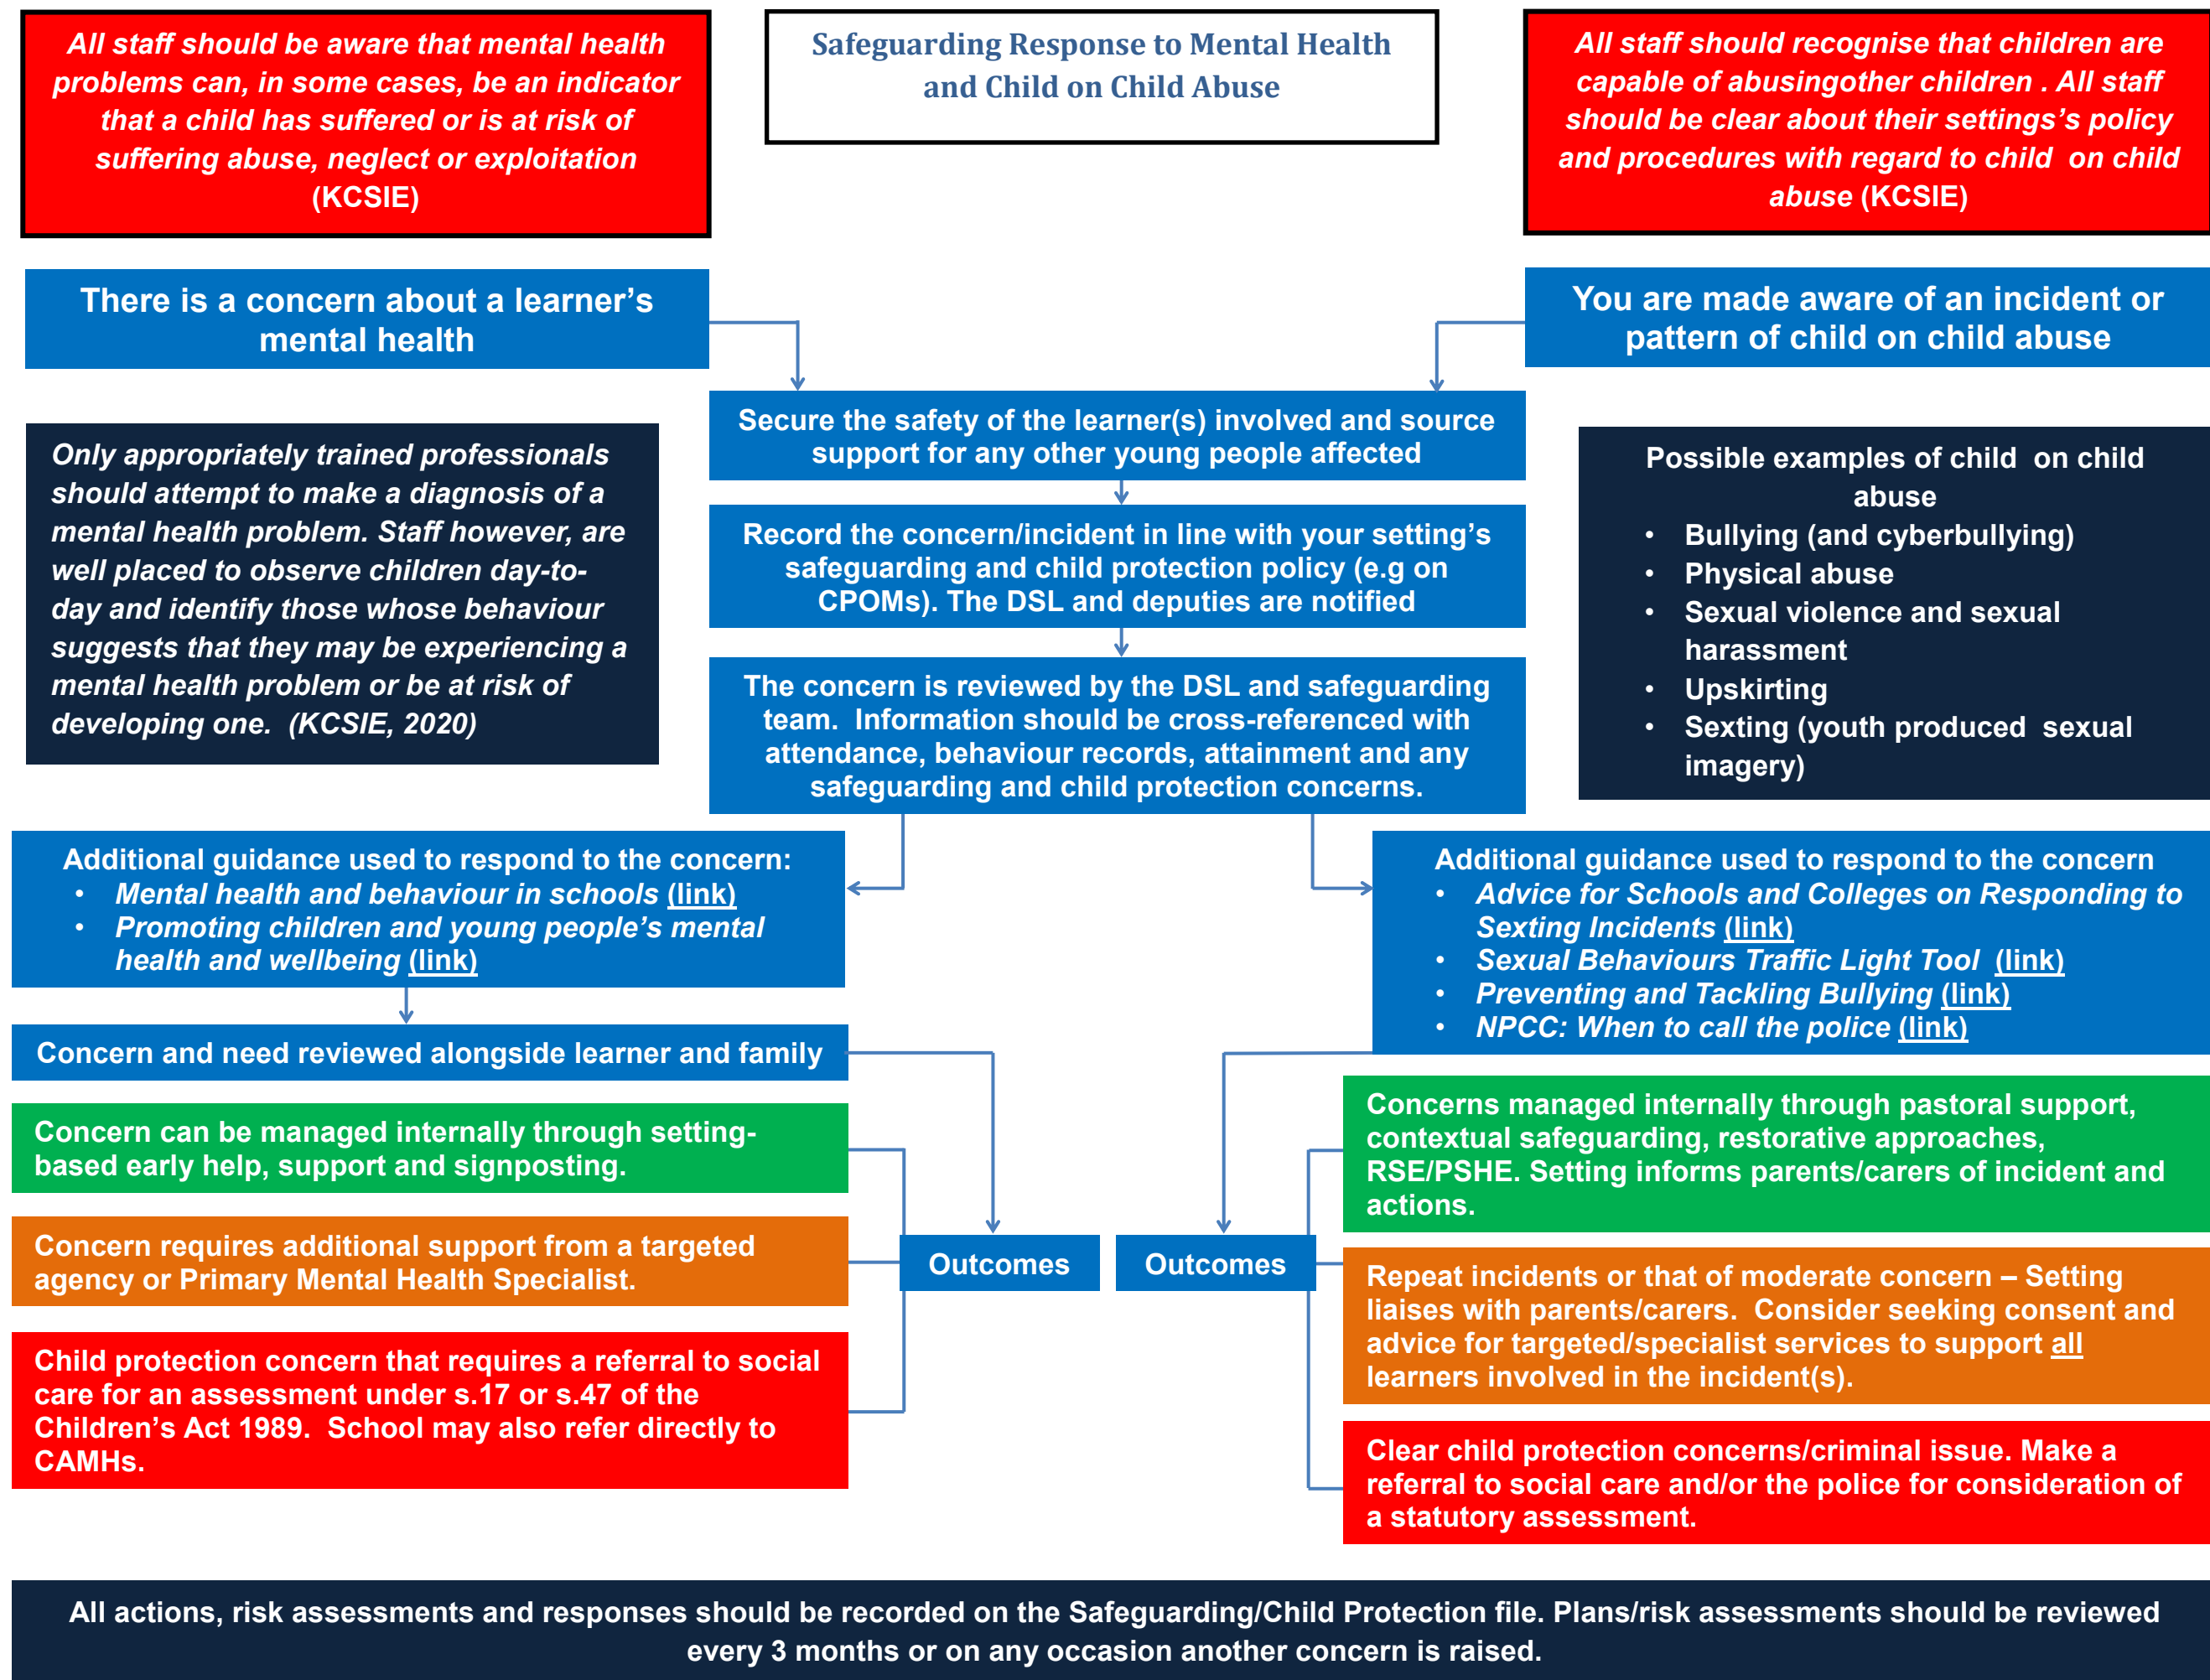 All staff should be aware that mental health
problems can, in some cases, be an indicator
that a child has suffered or is at risk of
suffering abuse, neglect or exploitation
(KCSIE)
Safeguarding Response to Mental Health
and Child on Child Abuse
All staff should recognise that children are
capable of abusingother children . All staff
should be clear about their settings's policy
and procedures with regard to child on child
abuse (KCSIE)
There is a concern about a learner’s
mental health
You are made aware of an incident or
pattern of child on child abuse
Secure the safety of the learner(s) involved and source
support for any other young people affected
Only appropriately trained professionals
should attempt to make a diagnosis of a
mental health problem. Staff however, are
well placed to observe children day-to-
day and identify those whose behaviour
suggests that they may be experiencing a
mental health problem or be at risk of
developing one. (KCSIE, 2020)
Record the concern/incident in line with your setting’s
safeguarding and child protection policy (e.g on
CPOMs). The DSL and deputies are notified
Possible examples of child on child
abuse
• Bullying (and cyberbullying)
• Physical abuse
• Sexual violence and sexual
harassment
• Upskirting
• Sexting (youth produced sexual
imagery)
The concern is reviewed by the DSL and safeguarding
team. Information should be cross-referenced with
attendance, behaviour records, attainment and any
safeguarding and child protection concerns.
Additional guidance used to respond to the concern:
• Mental health and behaviour in schools (link)
• Promoting children and young people’s mental
health and wellbeing (link)
Additional guidance used to respond to the concern
• Advice for Schools and Colleges on Responding to
Sexting Incidents (link)
• Sexual Behaviours Traffic Light Tool (link)
• Preventing and Tackling Bullying (link)
• NPCC: When to call the police (link)
Concern and need reviewed alongside learner and family
Concern can be managed internally through setting-
based early help, support and signposting.
Concern requires additional support from a targeted
agency or Primary Mental Health Specialist.
Child protection concern that requires a referral to social
care for an assessment under s.17 or s.47 of the
Children’s Act 1989. School may also refer directly to
CAMHs.
Outcomes
Outcomes
Concerns managed internally through pastoral support,
contextual safeguarding, restorative approaches,
RSE/PSHE. Setting informs parents/carers of incident and
actions.
Repeat incidents or that of moderate concern – Setting
liaises with parents/carers. Consider seeking consent and
advice for targeted/specialist services to support all
learners involved in the incident(s).
Clear child protection concerns/criminal issue. Make a
referral to social care and/or the police for consideration of
a statutory assessment.
All actions, risk assessments and responses should be recorded on the Safeguarding/Child Protection file. Plans/risk assessments should be reviewed
every 3 months or on any occasion another concern is raised.